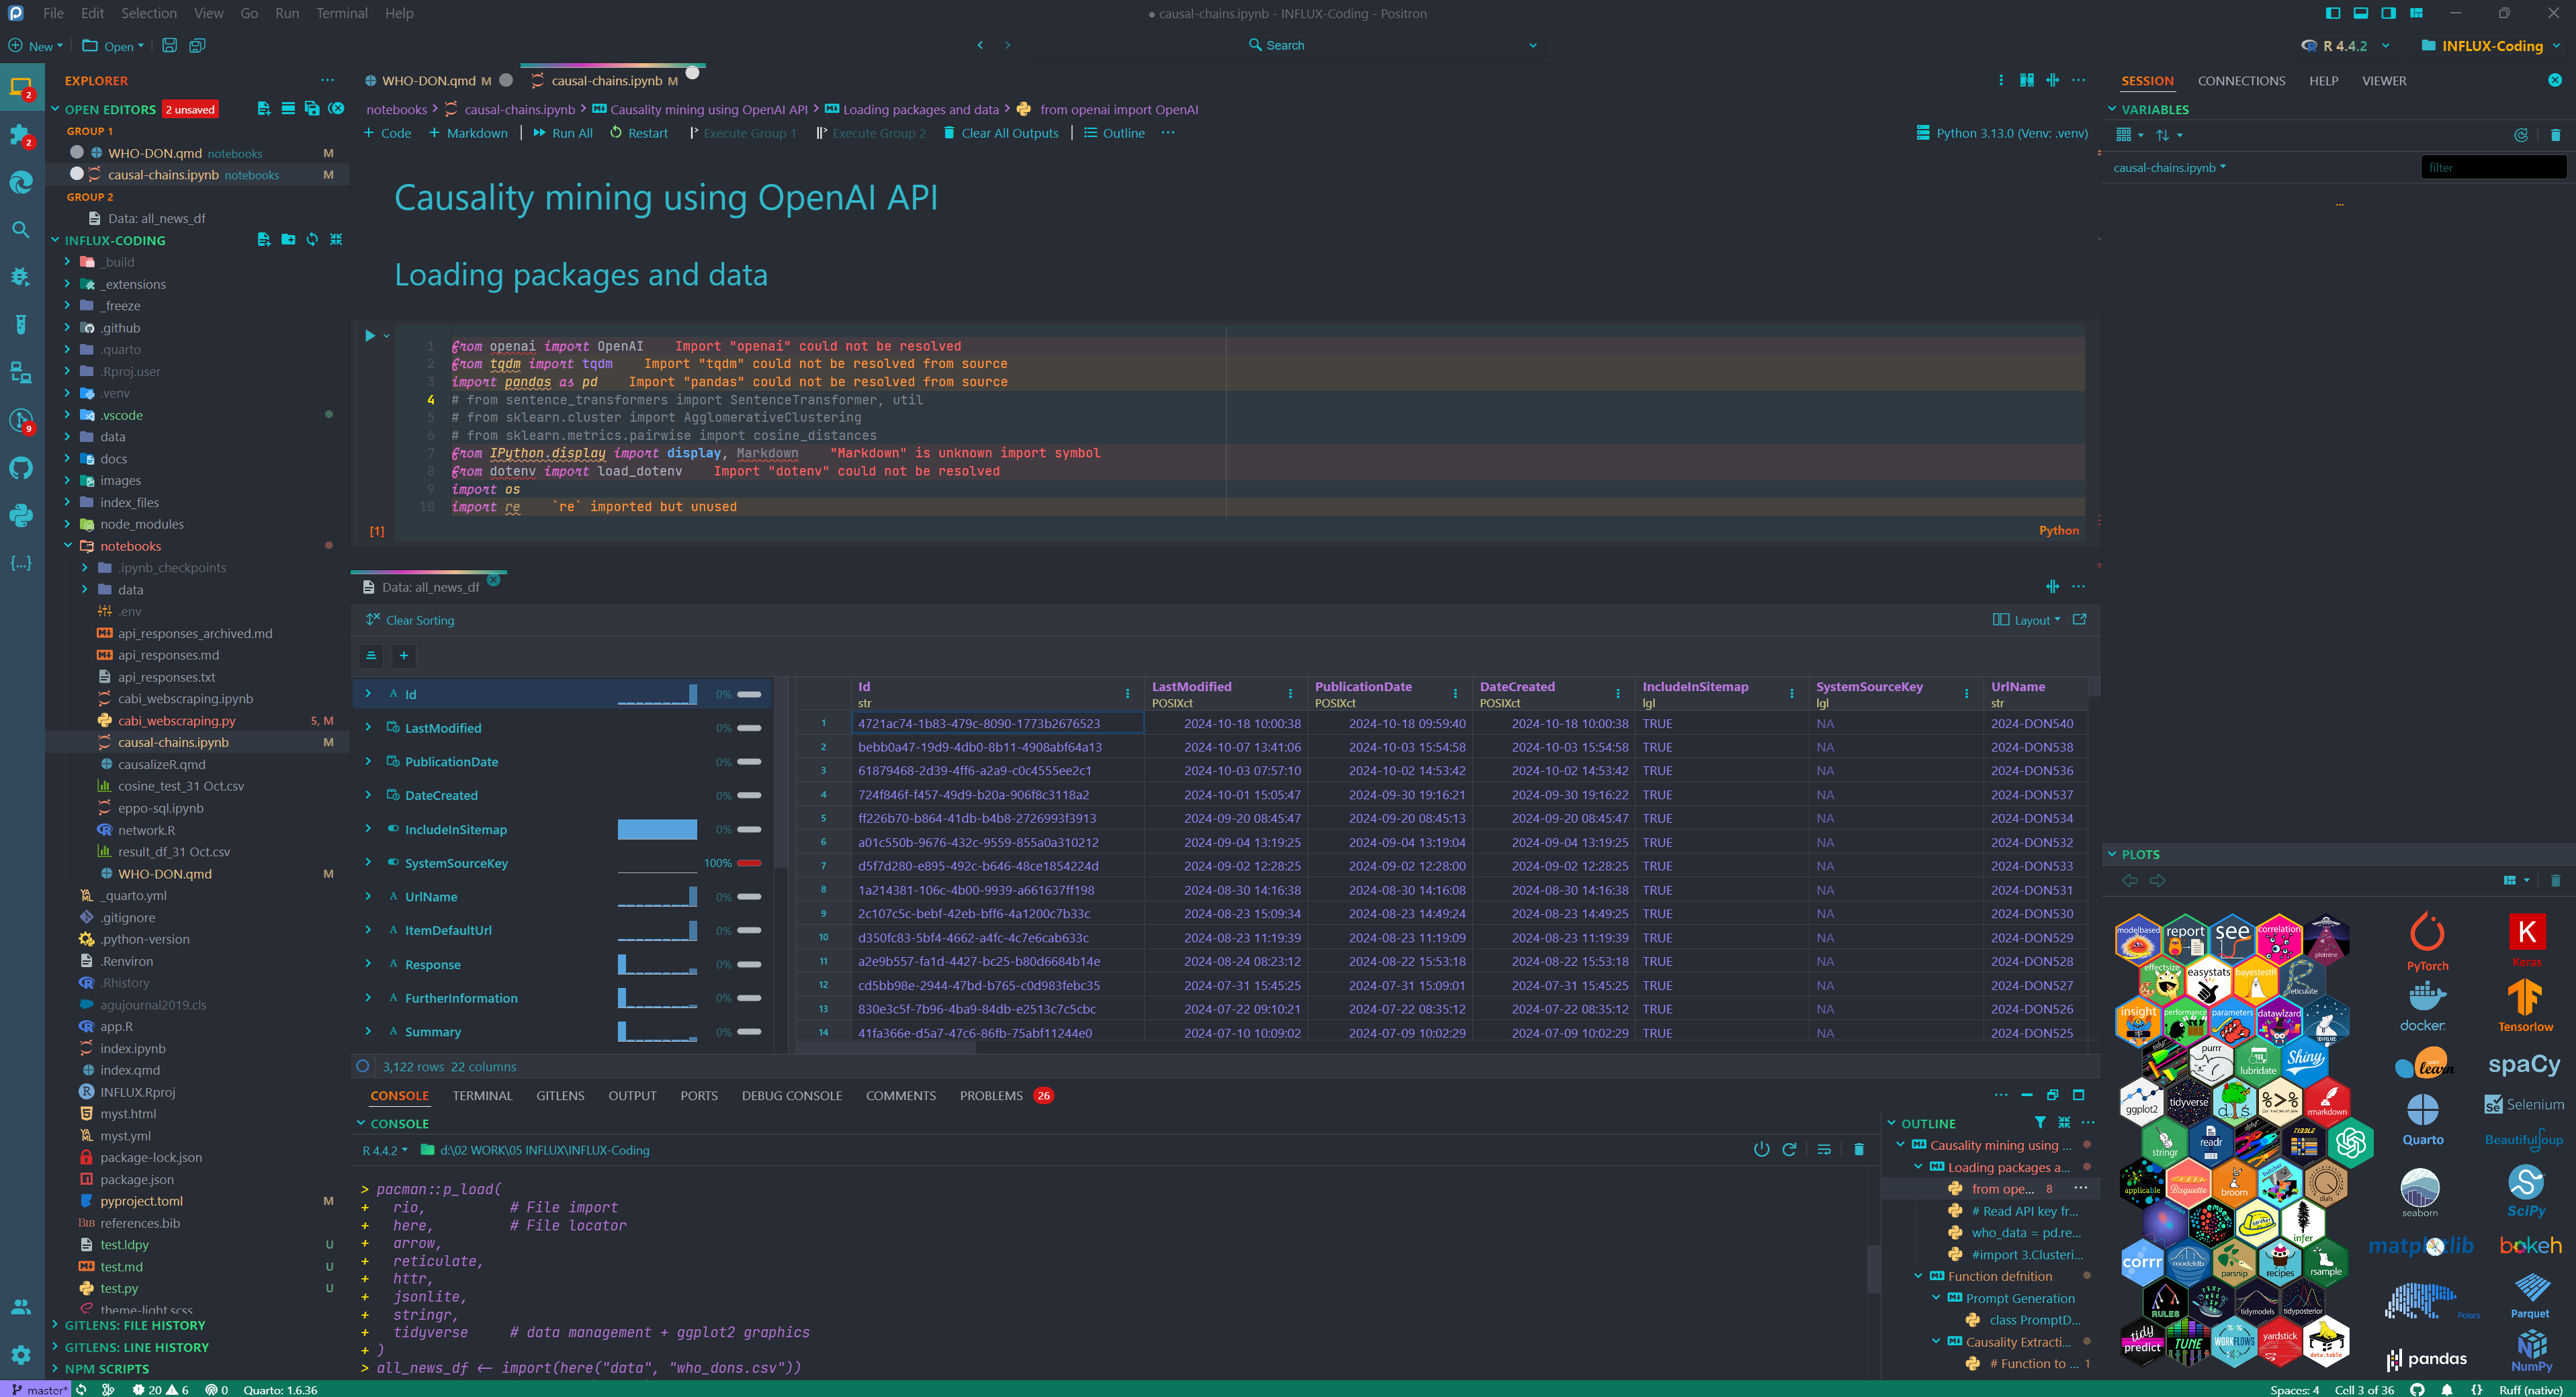 File Edit Selection View Go Run Terminal Help
● causal-chains.ipynb - INFLUX-Coding - Positron
New Open
Search
R 4.4.2 INFLUX-Coding
EXPLORER
OPEN EDITORS 2 unsaved
GROUP 1
WHO-DON.qmd notebooks M
causal-chains.ipynb notebooks M
GROUP 2
Data: all_news_df
INFLUX-CODING
_build
_extensions
_freeze
.github
.quarto
.Rproj.user
.venv
.vscode
data
docs
images
index_files
node_modules
notebooks
.ipynb_checkpoints
data
.env
api_responses_archived.md
api_responses.md
api_responses.txt
cabi_webscraping.ipynb
cabi_webscraping.py 5, M
causal-chains.ipynb M
causalizeR.qmd
cosine_test_31 Oct.csv
eppo-sql.ipynb
network.R
result_df_31 Oct.csv
WHO-DON.qmd M
_quarto.yml
.gitignore
.python-version
.Renviron
.Rhistory
agujournal2019.cls
app.R
index.ipynb
index.qmd
INFLUX.Rproj
myst.html
myst.yml
package-lock.json
package.json
pyproject.toml M
references.bib
test.ldpy U
test.md U
test.py U
theme-light.scss
GITLENS: FILE HISTORY
GITLENS: LINE HISTORY
NPM SCRIPTS
2
2
9
WHO-DON.qmd M
causal-chains.ipynb M
notebooks > causal-chains.ipynb > Causality mining using OpenAI API > Loading packages and data > from openai import OpenAI
+ Code + Markdown Run All Restart Execute Group 1 Execute Group 2 Clear All Outputs Outline ···
Python 3.13.0 (Venv: .venv)
Causality mining using OpenAI API
Loading packages and data
1 from openai import OpenAI Import "openai" could not be resolved
2 from tqdm import tqdm Import "tqdm" could not be resolved from source
3 import pandas as pd Import "pandas" could not be resolved from source
4 # from sentence_transformers import SentenceTransformer, util
5 # from sklearn.cluster import AgglomerativeClustering
6 # from sklearn.metrics.pairwise import cosine_distances
7 from IPython.display import display, Markdown "Markdown" is unknown import symbol
8 from dotenv import load_dotenv Import "dotenv" could not be resolved
9 import os
10 import re `re` imported but unused
[1]
Python
Data: all_news_df
Clear Sorting
Layout
Id 0%
LastModified 0%
PublicationDate 0%
DateCreated 0%
IncludeInSitemap 0%
SystemSourceKey 100%
UrlName 0%
ItemDefaultUrl 0%
Response 0%
FurtherInformation 0%
Summary 0%
Id LastModified PublicationDate DateCreated IncludeInSitemap SystemSourceKey UrlName
str POSIXct POSIXct POSIXct lgl lgl str
1 4721ac74-1b83-479c-8090-1773b2676523 2024-10-18 10:00:38 2024-10-18 09:59:40 2024-10-18 10:00:38 TRUE NA 2024-DON540
2 bebb0a47-19d9-4db0-8b11-4908abf64a13 2024-10-07 13:41:06 2024-10-03 15:54:58 2024-10-03 15:54:58 TRUE NA 2024-DON538
3 61879468-2d39-4ff6-a2a9-c0c4555ee2c1 2024-10-03 07:57:10 2024-10-02 14:53:42 2024-10-02 14:53:42 TRUE NA 2024-DON536
4 724f846f-f457-49d9-b20a-906f8c3118a2 2024-10-01 15:05:47 2024-09-30 19:16:21 2024-09-30 19:16:22 TRUE NA 2024-DON537
5 ff226b70-b864-41db-b4b8-2726993f3913 2024-09-20 08:45:47 2024-09-20 08:45:13 2024-09-20 08:45:47 TRUE NA 2024-DON534
6 a01c550b-9676-432c-9559-855a0a310212 2024-09-04 13:19:25 2024-09-04 13:19:04 2024-09-04 13:19:25 TRUE NA 2024-DON532
7 d5f7d280-e895-492c-b646-48ce1854224d 2024-09-02 12:28:25 2024-09-02 12:28:00 2024-09-02 12:28:25 TRUE NA 2024-DON533
8 1a214381-106c-4b00-9939-a661637ff198 2024-08-30 14:16:38 2024-08-30 14:16:08 2024-08-30 14:16:38 TRUE NA 2024-DON531
9 2c107c5c-bebf-42eb-bff6-4a1200c7b33c 2024-08-23 15:09:34 2024-08-23 14:49:24 2024-08-23 14:49:25 TRUE NA 2024-DON530
10 d350fc83-5bf4-4662-a4fc-4c7e6cab633c 2024-08-23 11:19:39 2024-08-23 11:19:09 2024-08-23 11:19:39 TRUE NA 2024-DON529
11 a2e9b557-fa1d-4427-bc25-b80d6684b14e 2024-08-24 08:23:12 2024-08-22 15:53:18 2024-08-22 15:53:18 TRUE NA 2024-DON528
12 cd5bb98e-2944-47bd-b765-c0d983febc35 2024-07-31 15:45:25 2024-07-31 15:09:01 2024-07-31 15:45:25 TRUE NA 2024-DON527
13 830e3c5f-7b96-4ba9-84db-e2513c7c5cbc 2024-07-22 09:10:21 2024-07-22 08:35:12 2024-07-22 08:35:12 TRUE NA 2024-DON526
14 41fa366e-d5a7-47c6-86fb-75abf11244e0 2024-07-10 10:09:02 2024-07-09 10:02:29 2024-07-09 10:02:29 TRUE NA 2024-DON525
3,122 rows 22 columns
CONSOLE TERMINAL GITLENS OUTPUT PORTS DEBUG CONSOLE COMMENTS PROBLEMS 26
CONSOLE
R 4.4.2 d:\02 WORK\05 INFLUX\INFLUX-Coding
> pacman::p_load(
+ rio, # File import
+ here, # File locator
+ arrow,
+ reticulate,
+ httr,
+ jsonlite,
+ stringr,
+ tidyverse # data management + ggplot2 graphics
+ )
> all_news_df <- import(here("data", "who_dons.csv"))
OUTLINE
Causality mining using ...
Loading packages a...
from ope... 8 ···
# Read API key fr...
who_data = pd.re...
#import 3.Clusteri...
Function defnition
Prompt Generation
class PromptD...
Causality Extracti...
# Function to ... 1
SESSION CONNECTIONS HELP VIEWER
VARIABLES
causal-chains.ipynb
filter
...
PLOTS
modelbased report see correlation plotnine
effectsize easystats bayestestR reticulate
insight performance parameters datawizard
tidyr purrr lubridate Shiny
ggplot2 tidyverse %>% markdown
stringr readr dplyr TIBBLE
applicable Baguette broom butcher dials
infer
corrr modeldb parsnip recipes rsample
RULES TEXT RECIPES tidymodels tidyposterior
tidy predict TUNE WORKFLOWS yardstick data.table
PyTorch Keras
docker Tensorlow
learn spaCy
Quarto Selenium
BeautifulSoup
seaborn SciPy
matplotlib bokeh
Polars Parquet
pandas NumPy
master* 20 6 0 Quarto: 1.6.36
Spaces: 4 Cell 3 of 36 Ruff (native)